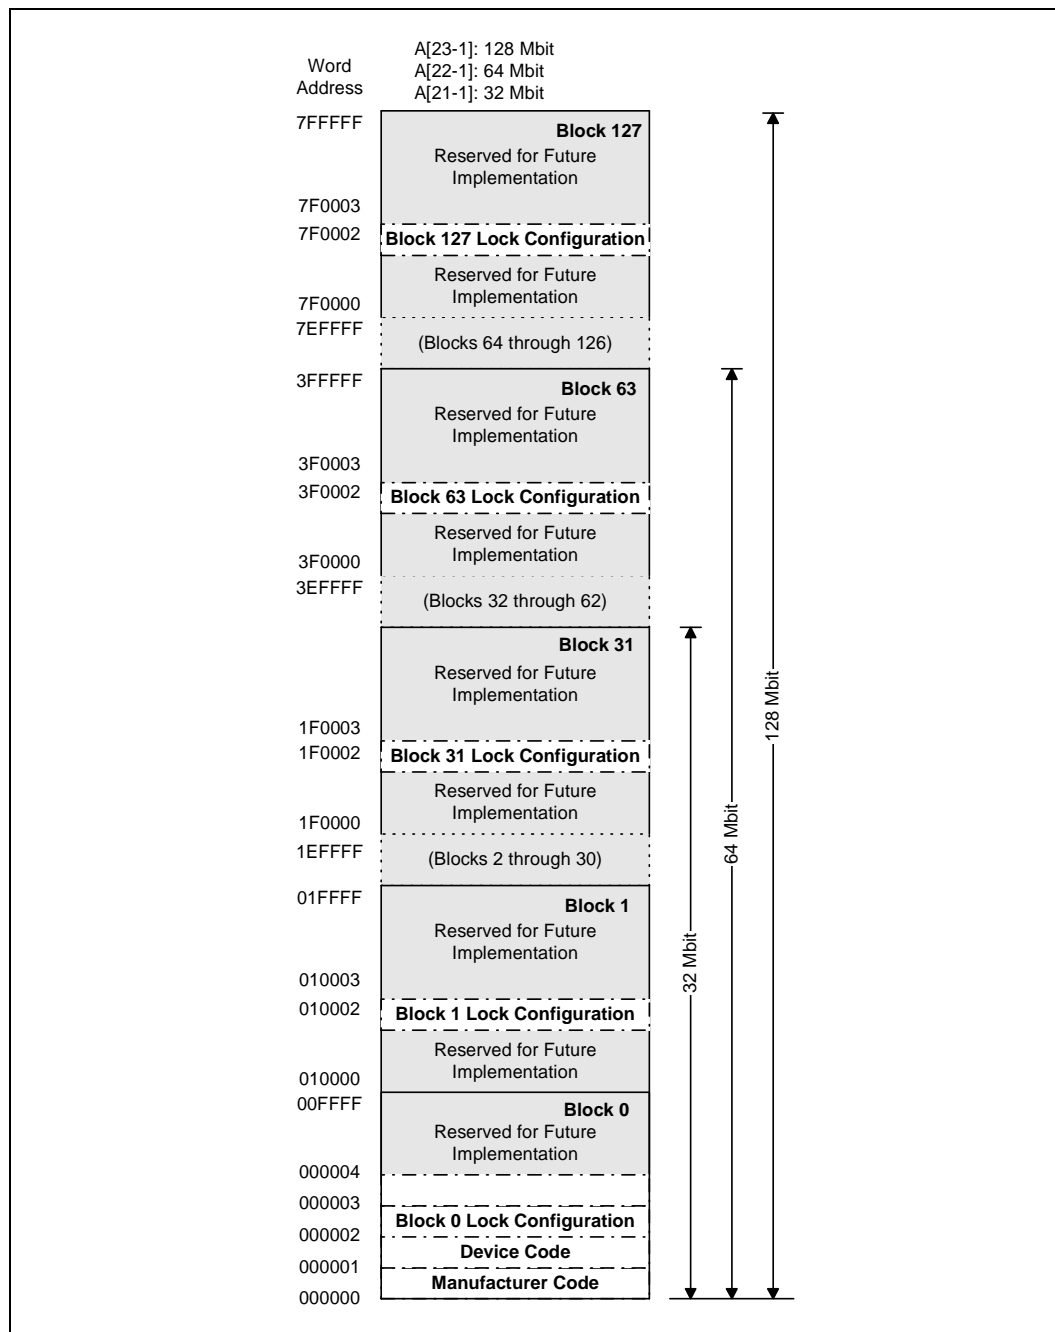 A[23-1]: 128 Mbit
A[22-1]: 64 Mbit
A[21-1]: 32 Mbit
Word
Address
7FFFFF
Block 127
Reserved for Future
Implementation
7F0003
7F0002
Block 127 Lock Configuration
Reserved for Future
Implementation
7F0000
7EFFFF
(Blocks 64 through 126)
3FFFFF
Block 63
Reserved for Future
Implementation
3F0003
3F0002
Block 63 Lock Configuration
Reserved for Future
Implementation
3F0000
3EFFFF
(Blocks 32 through 62)
Block 31
Reserved for Future
Implementation
1F0003
1F0002
Block 31 Lock Configuration
Reserved for Future
Implementation
1F0000
1EFFFF
(Blocks 2 through 30)
01FFFF
Block 1
Reserved for Future
Implementation
010003
010002
Block 1 Lock Configuration
Reserved for Future
Implementation
010000
00FFFF
Block 0
Reserved for Future
Implementation
000004
000003
Block 0 Lock Configuration
000002
Device Code
000001
Manufacturer Code
000000
32 Mbit
64 Mbit
128 Mbit